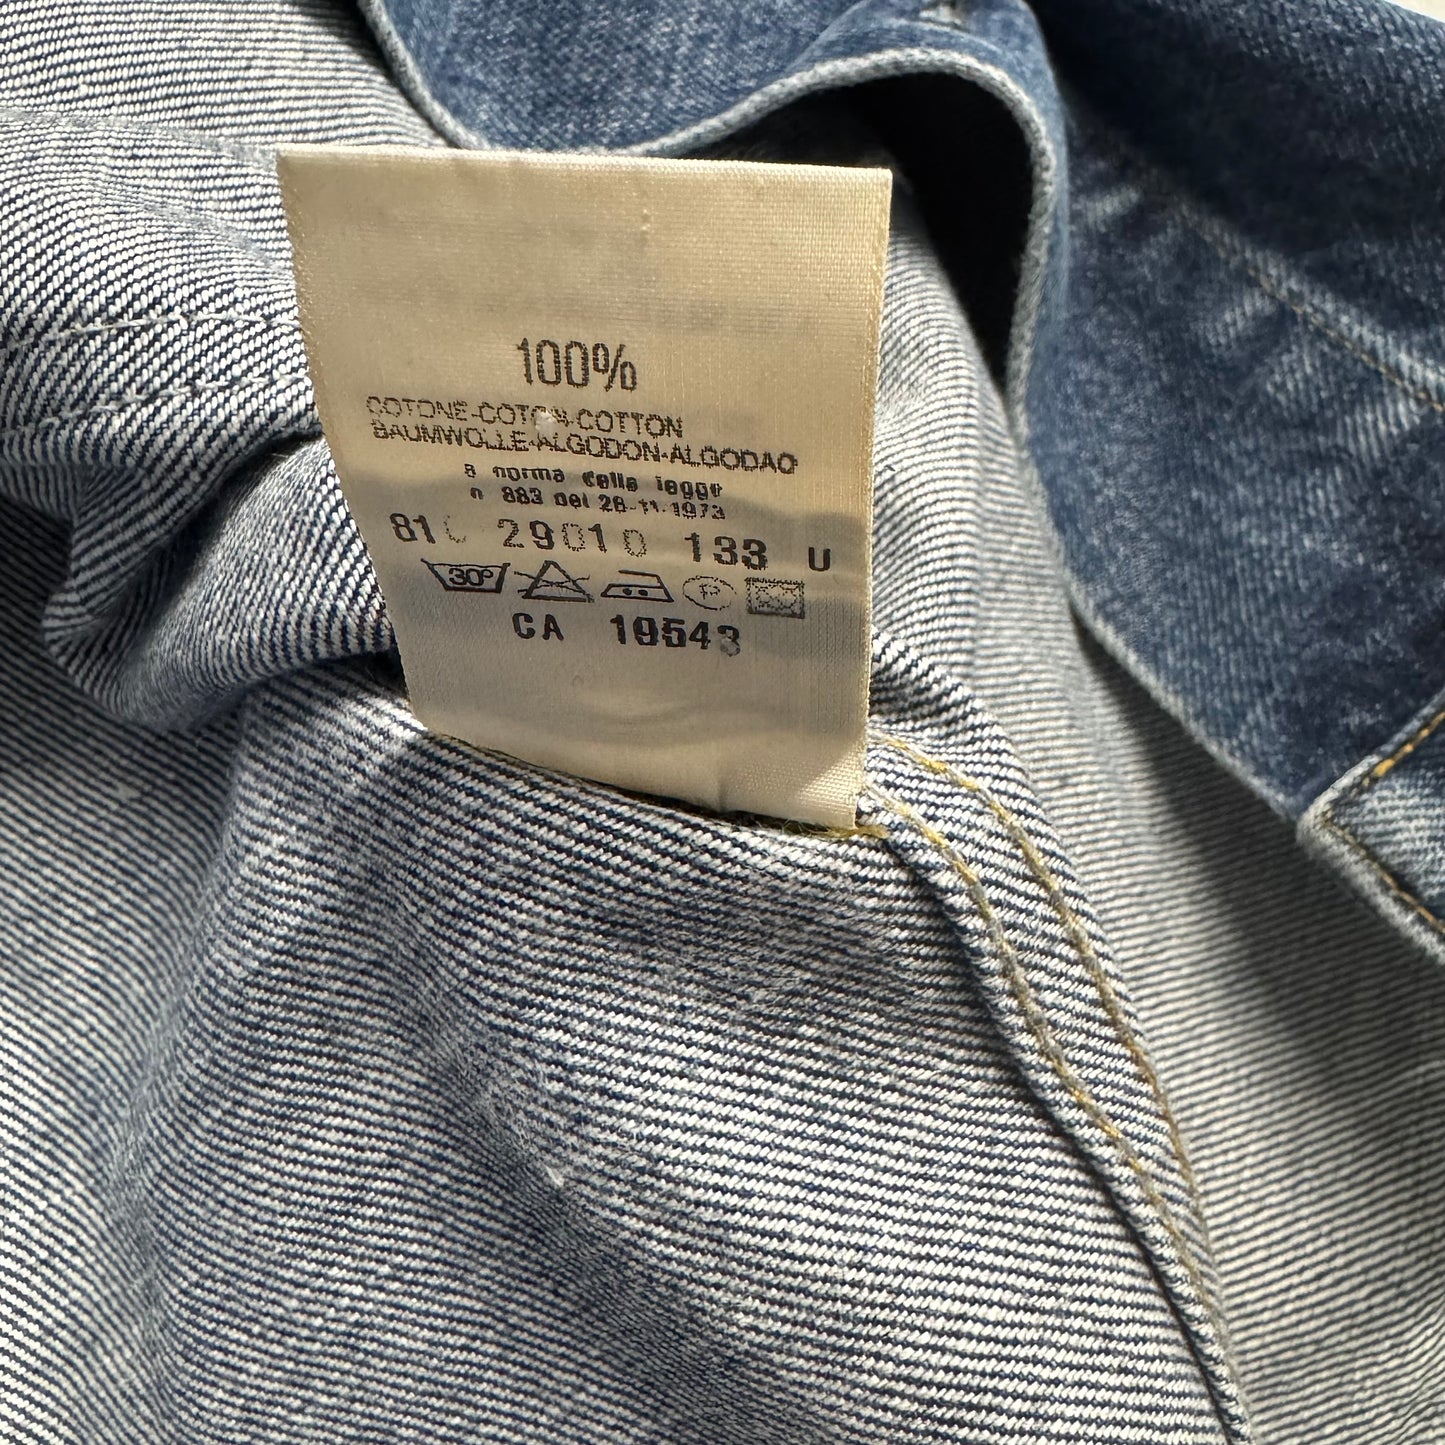 100%
COTONE-COTON-COTTON
BAUMWOLLE-ALGODON-ALGODAO
a norma della legge
n 883 del 26-11-1973
81 29010 133 U
30° P
CA 19543